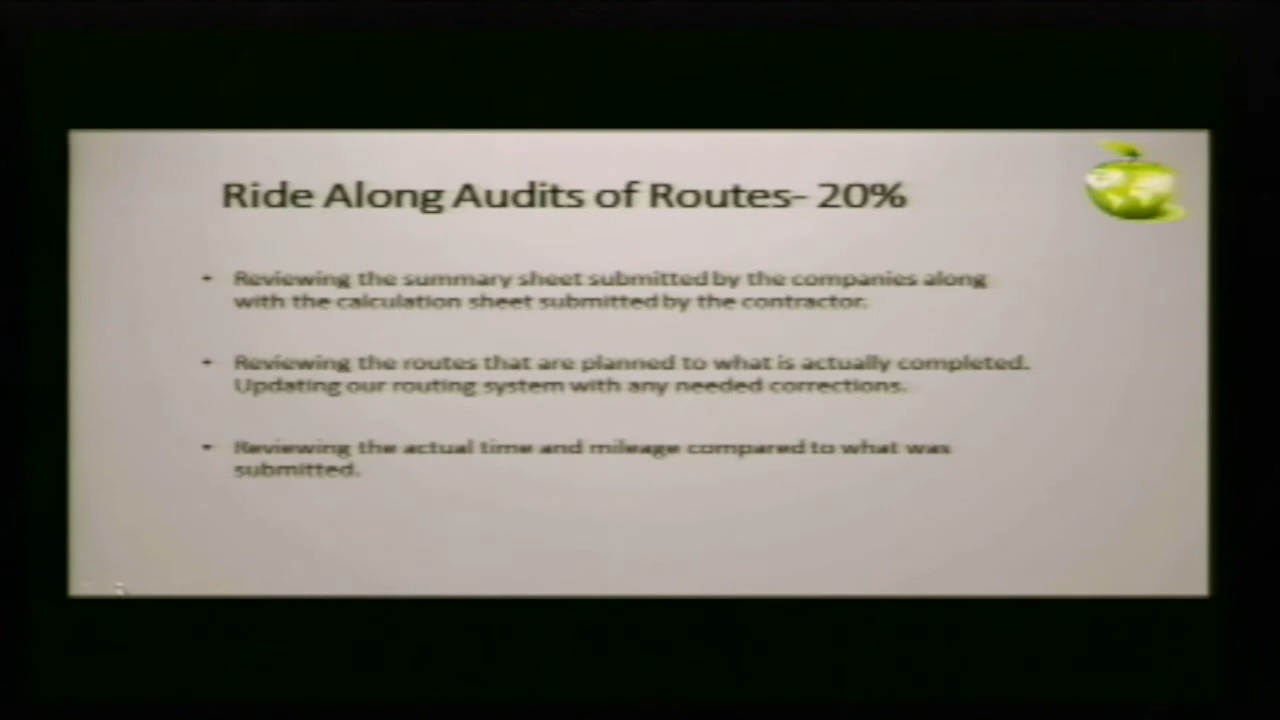 Ride Along Audits of Routes- 20%
• Reviewing the summary sheet submitted by the companies along
with the calculation sheet submitted by the contractor.
• Reviewing the routes that are planned to what is actually completed.
Updating our routing system with any needed corrections.
• Reviewing the actual time and mileage compared to what was
submitted.